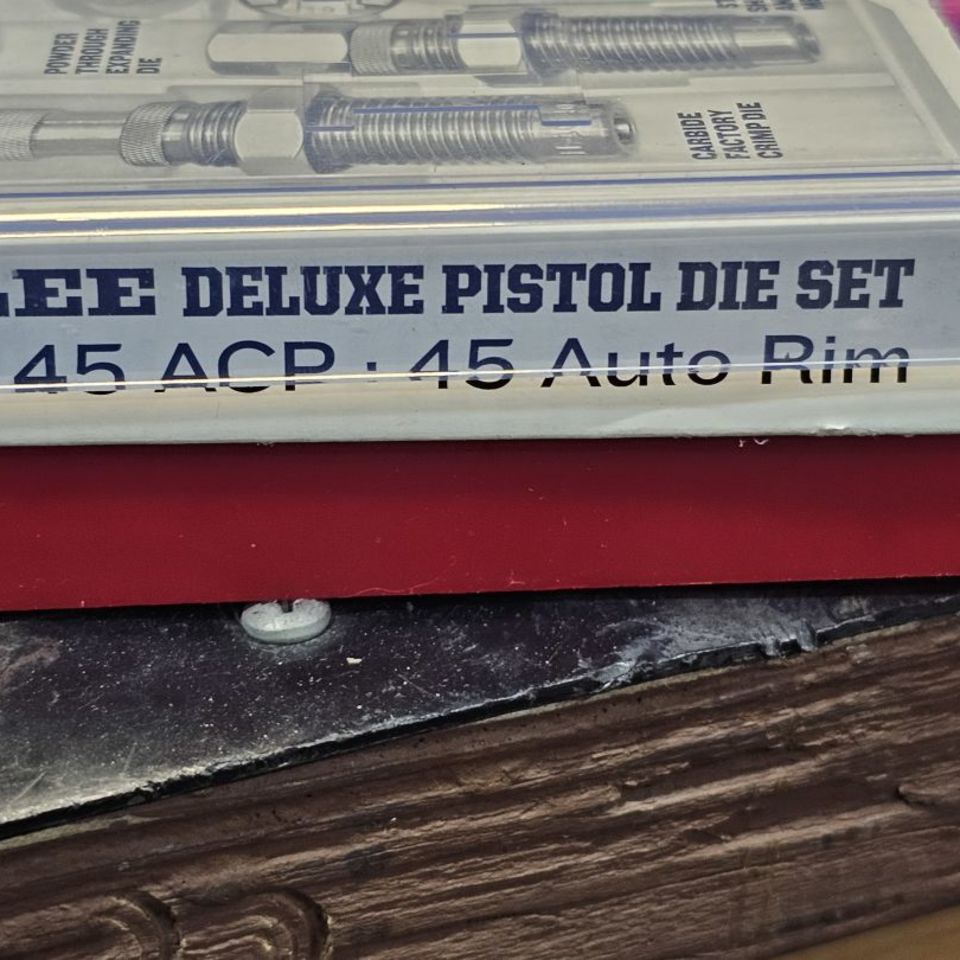 POWDER
THROUGH
EXPANDING
DIE
CARBIDE
FACTORY
CRIMP DIE
LEE DELUXE PISTOL DIE SET
45 ACP · 45 Auto Rim